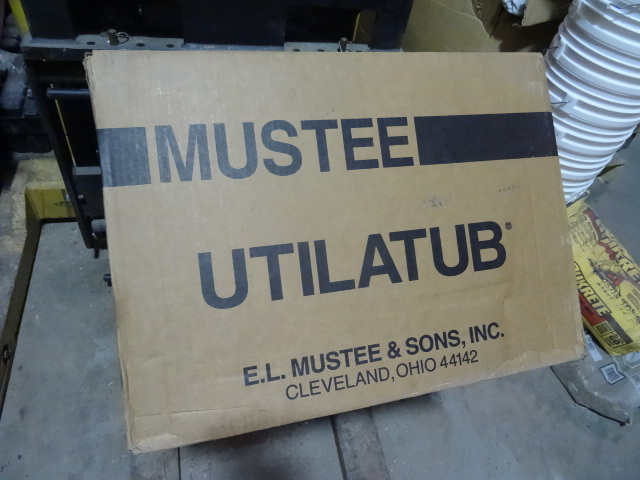 MUSTEE
UTILATUB®
E.L. MUSTEE & SONS, INC.
CLEVELAND, OHIO 44142